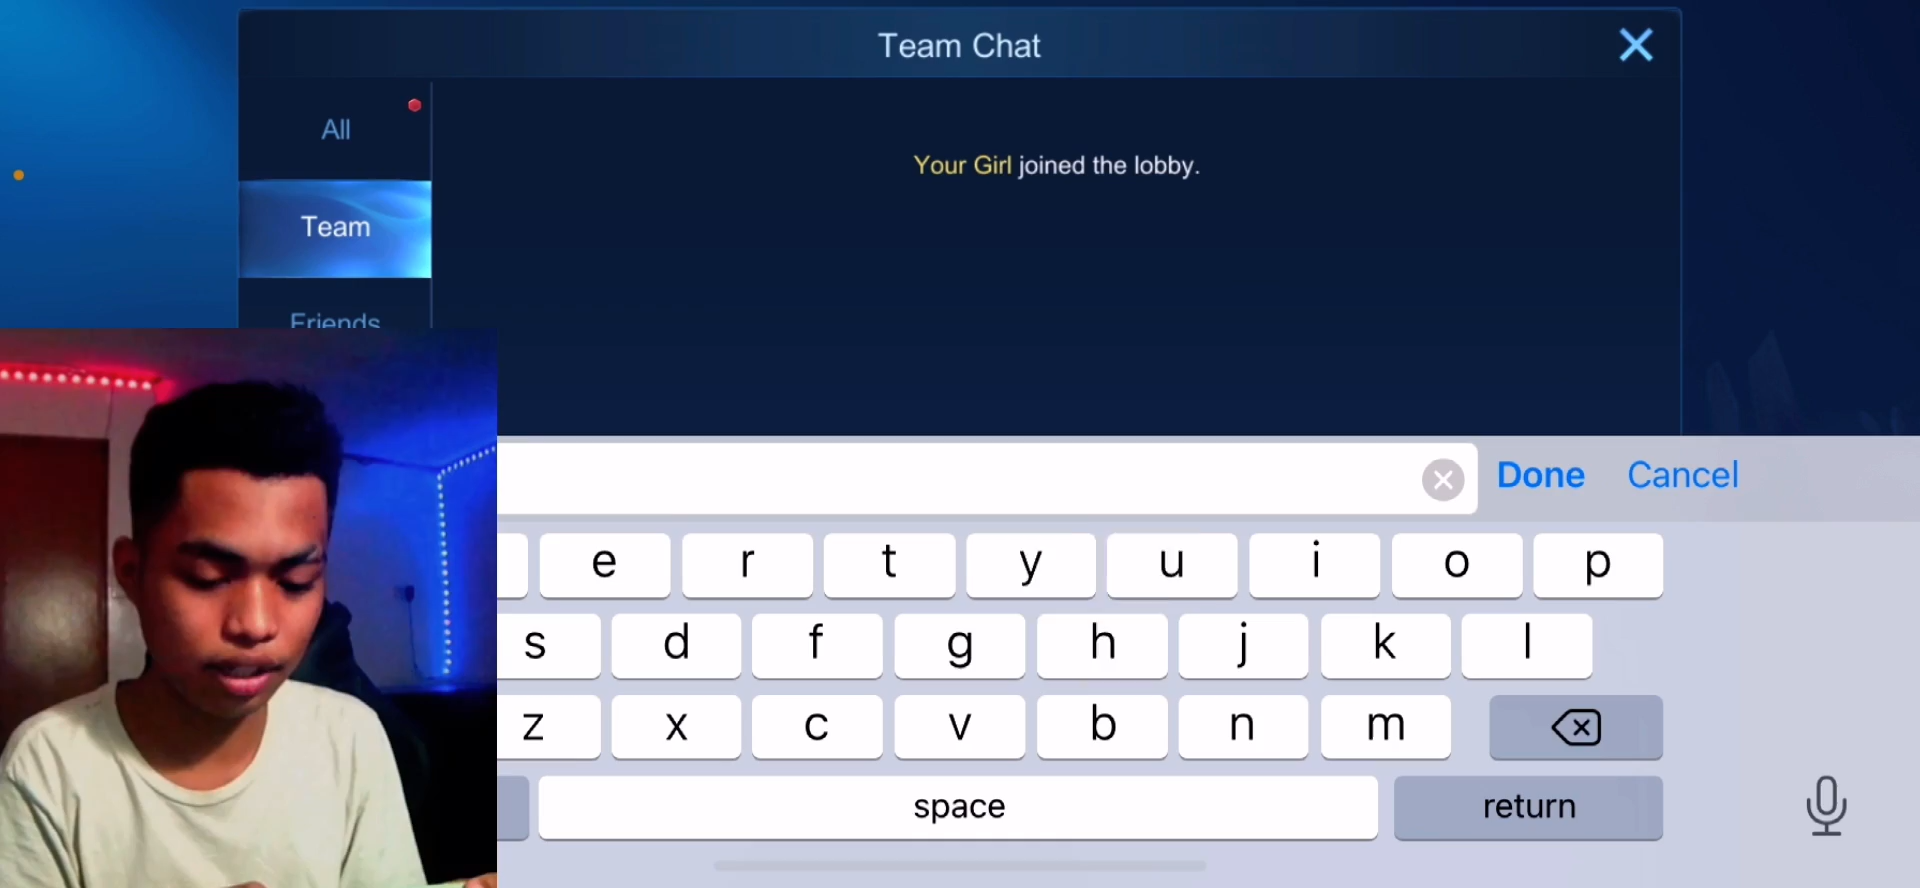 Team Chat
All
Your Girl joined the lobby.
Team
Friends
Done Cancel
e r t y u i o p
s d f g h j k l
z x c v b n m
space return